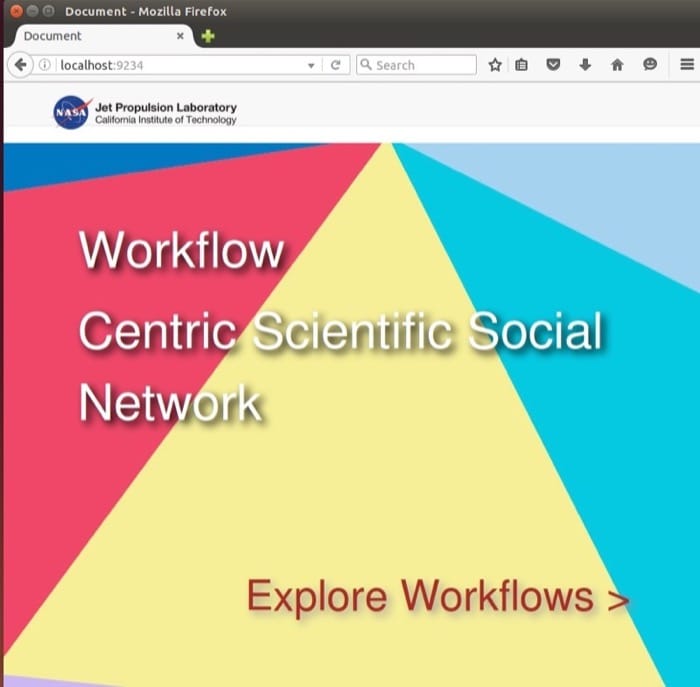 Document - Mozilla Firefox
Document
localhost:9234
Search
NASA
Jet Propulsion Laboratory
California Institute of Technology
Workflow
Centric Scientific Social
Network
Explore Workflows >